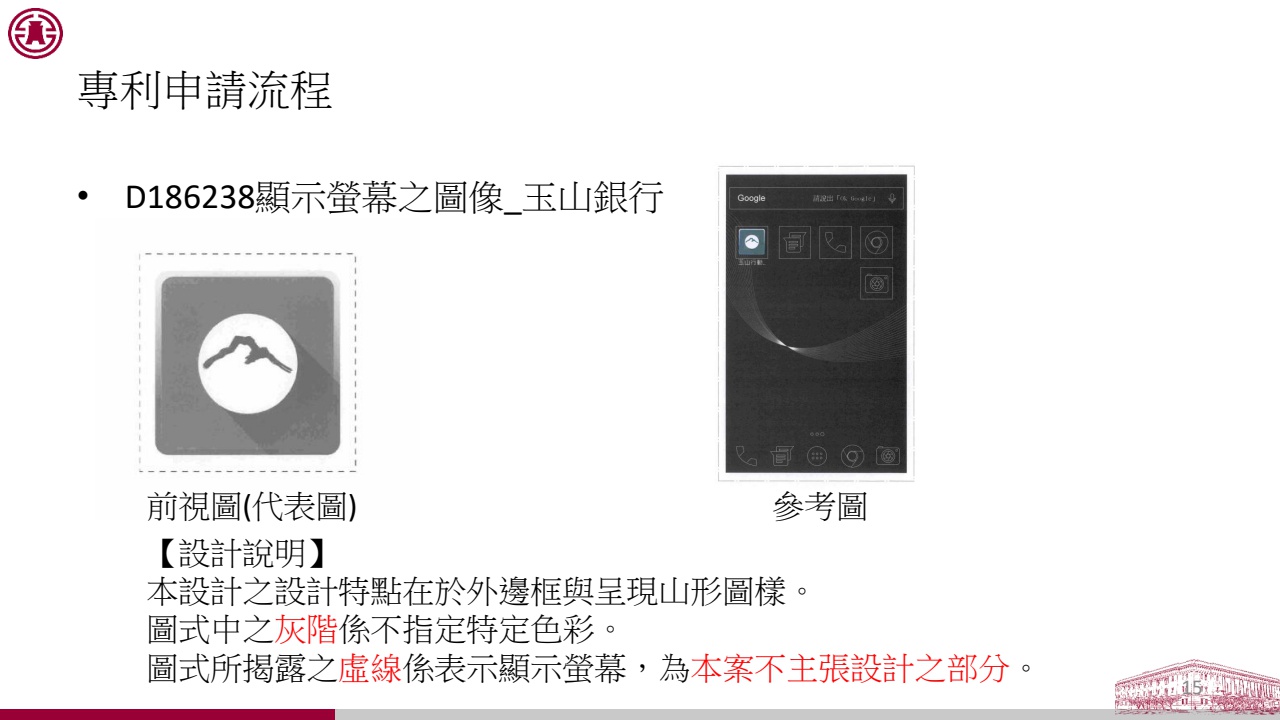 專利申請流程
• D186238顯示螢幕之圖像_玉山銀行
Google 請說出「Ok Google」
玉山行動..
前視圖(代表圖)
參考圖
【設計說明】
本設計之設計特點在於外邊框與呈現山形圖樣。
圖式中之灰階係不指定特定色彩。
圖式所揭露之虛線係表示顯示螢幕，為本案不主張設計之部分。
15